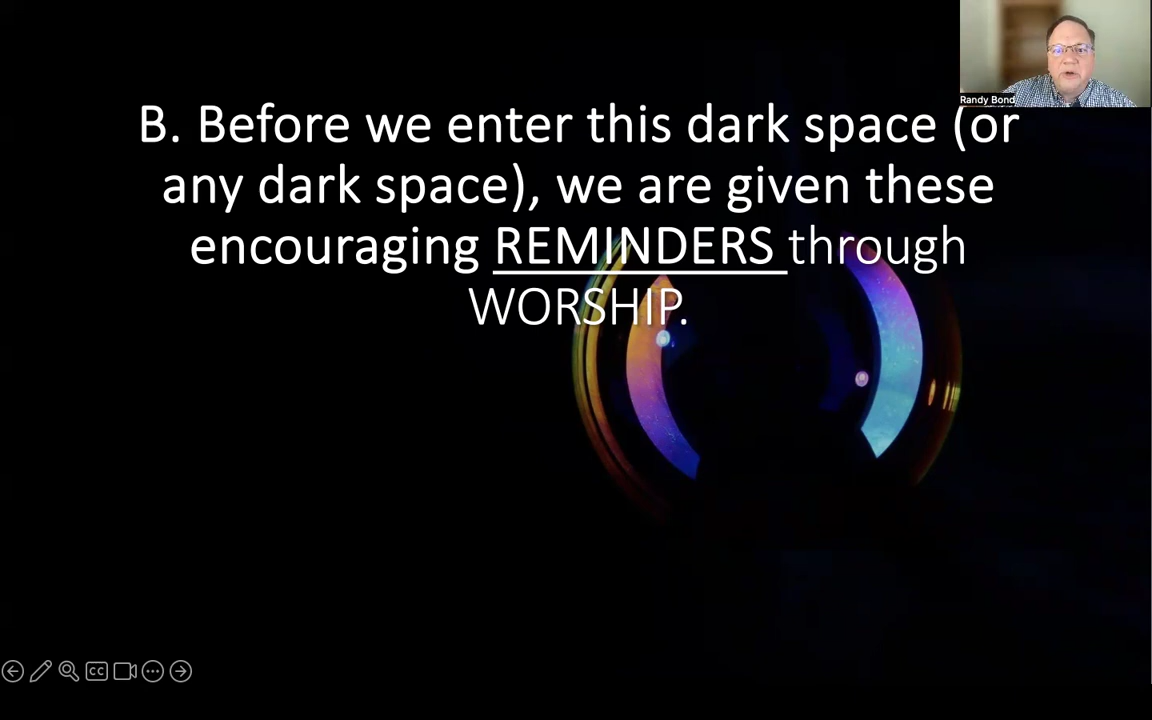 Randy Bond
B. Before we enter this dark space (or
any dark space), we are given these
encouraging REMINDERS through
WORSHIP.
CC